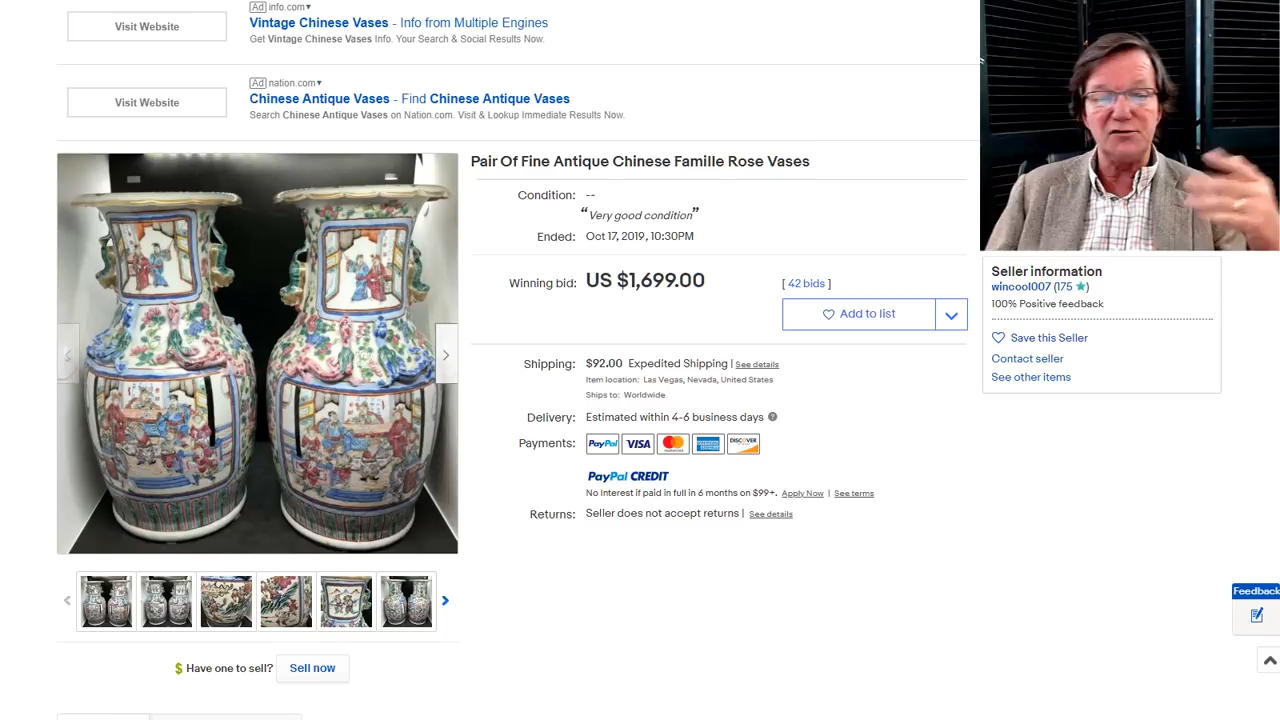 Visit Website
Ad info.com▾
Vintage Chinese Vases - Info from Multiple Engines
Get Vintage Chinese Vases Info. Your Search & Social Results Now.
Visit Website
Ad nation.com▾
Chinese Antique Vases - Find Chinese Antique Vases
Search Chinese Antique Vases on Nation.com. Visit & Lookup Immediate Results Now.
Pair Of Fine Antique Chinese Famille Rose Vases
Condition: --
“Very good condition”
Ended: Oct 17, 2019, 10:30PM
Winning bid: US $1,699.00 [ 42 bids ]
Add to list
Shipping: $92.00 Expedited Shipping | See details
Item location: Las Vegas, Nevada, United States
Ships to: Worldwide
Delivery: Estimated within 4-6 business days
Payments: PayPal VISA MasterCard AMERICAN EXPRESS DISCOVER
PayPal CREDIT
No Interest if paid in full in 6 months on $99+. Apply Now | See terms
Returns: Seller does not accept returns | See details
Seller information
wincool007 (175 ★)
100% Positive feedback
Save this Seller
Contact seller
See other items
Feedback
Have one to sell? Sell now